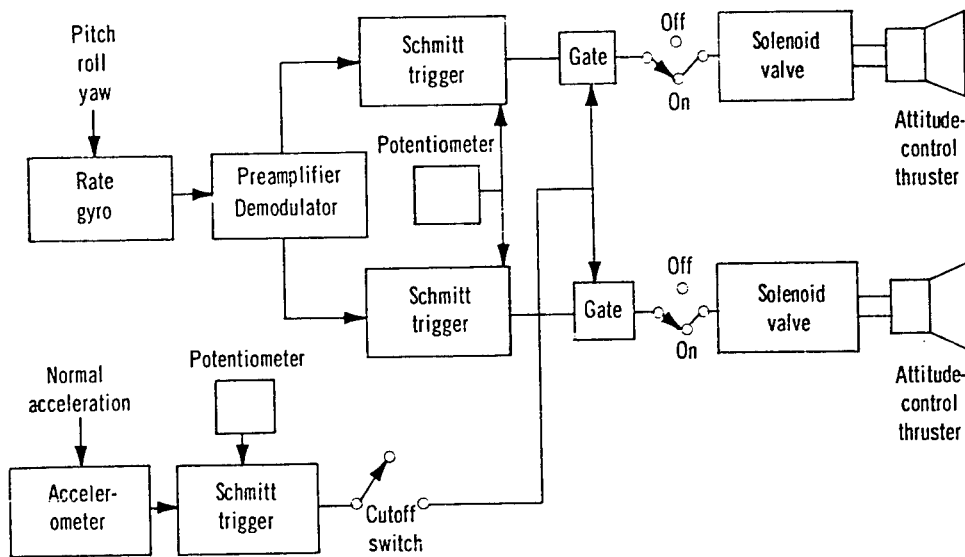 Pitch
roll
yaw
Rate
gyro
Preamplifier
Demodulator
Schmitt
trigger
Potentiometer
Schmitt
trigger
Gate
Off
On
Solenoid
valve
Attitude-
control
thruster
Gate
Off
On
Solenoid
valve
Attitude-
control
thruster
Normal
acceleration
Acceler-
ometer
Potentiometer
Schmitt
trigger
Cutoff
switch